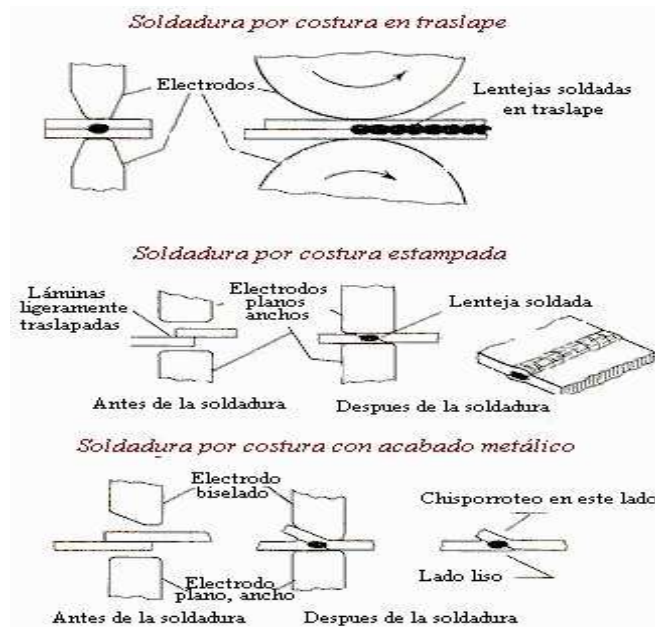 Soldadura por costura en traslape
Electrodos
Lentejas soldadas
en traslape
Soldadura por costura estampada
Láminas
ligeramente
traslapadas
Electrodos
planos
anchos
Lenteja soldada
Antes de la soldadura
Despues de la soldadura
Soldadura por costura con acabado metálico
Electrodo
biselado
Chisporroteo en este lado
Electrodo
plano, ancho
Lado liso
Antes de la soldadura
Despues de la soldadura